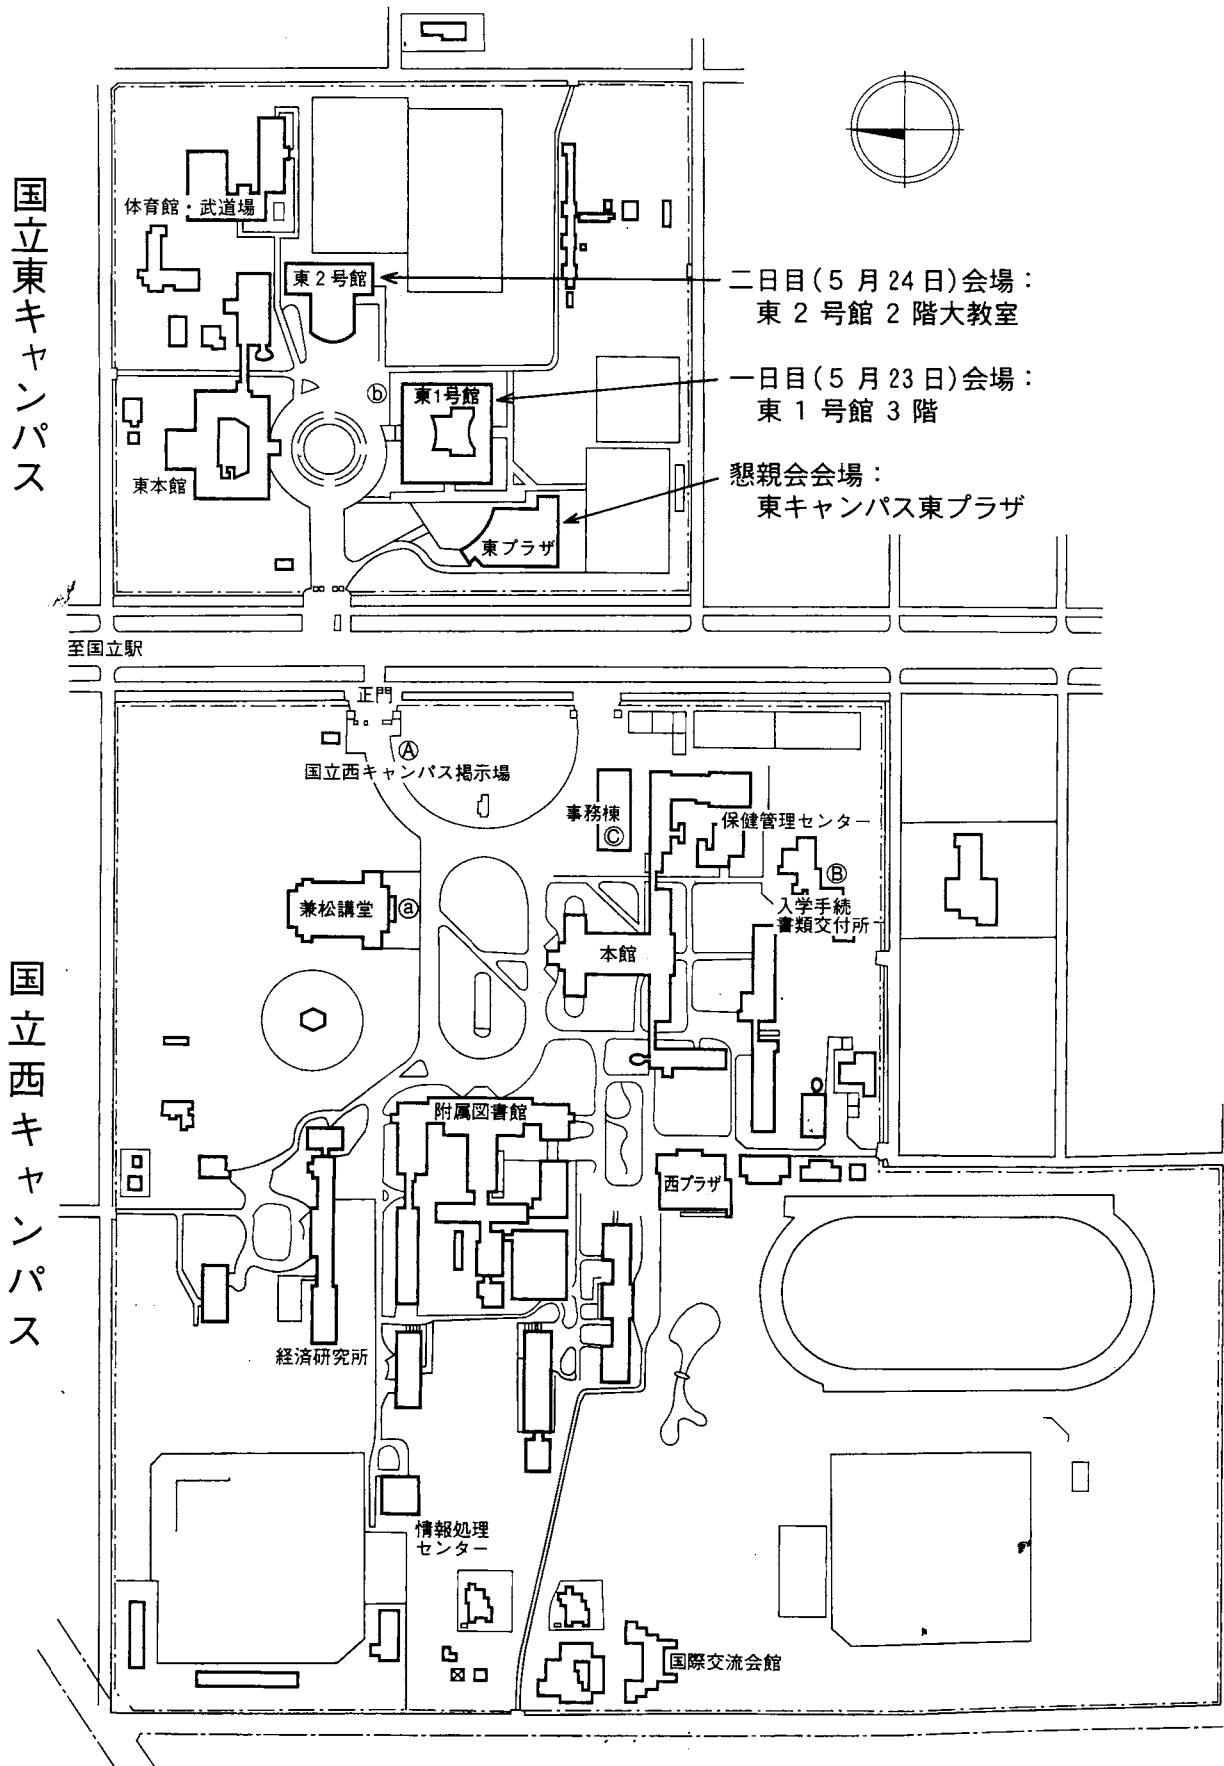 国立東キャンパス
体育館・武道場
東２号館
二日目(５月24日)会場：
東２号館２階大教室
一日目(５月23日)会場：
東１号館３階
ⓑ
東1号館
東本館
懇親会会場：
東キャンパス東プラザ
東プラザ
至国立駅
正門
Ⓐ
国立西キャンパス掲示場
事務棟
Ⓒ
保健管理センター
Ⓑ
入学手続
書類交付所
兼松講堂
ⓐ
本館
国立西キャンパス
附属図書館
西プラザ
経済研究所
情報処理
センター
国際交流会館